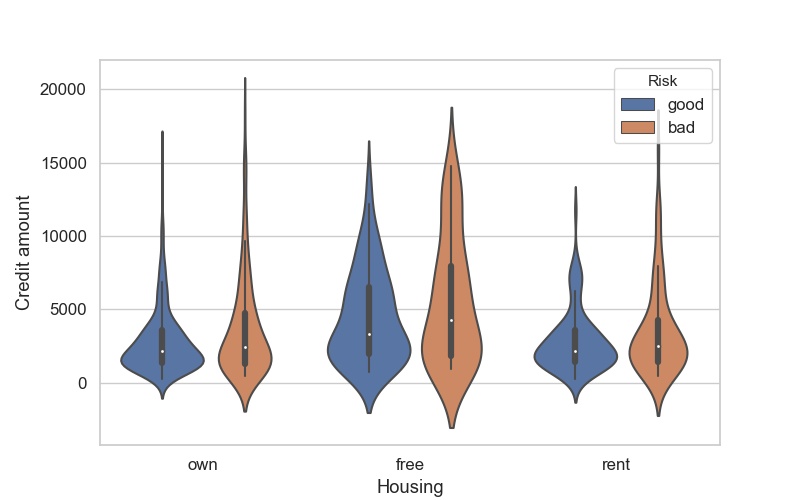 Risk
good
bad
20000
15000
10000
5000
0
Credit amount
own
free
rent
Housing